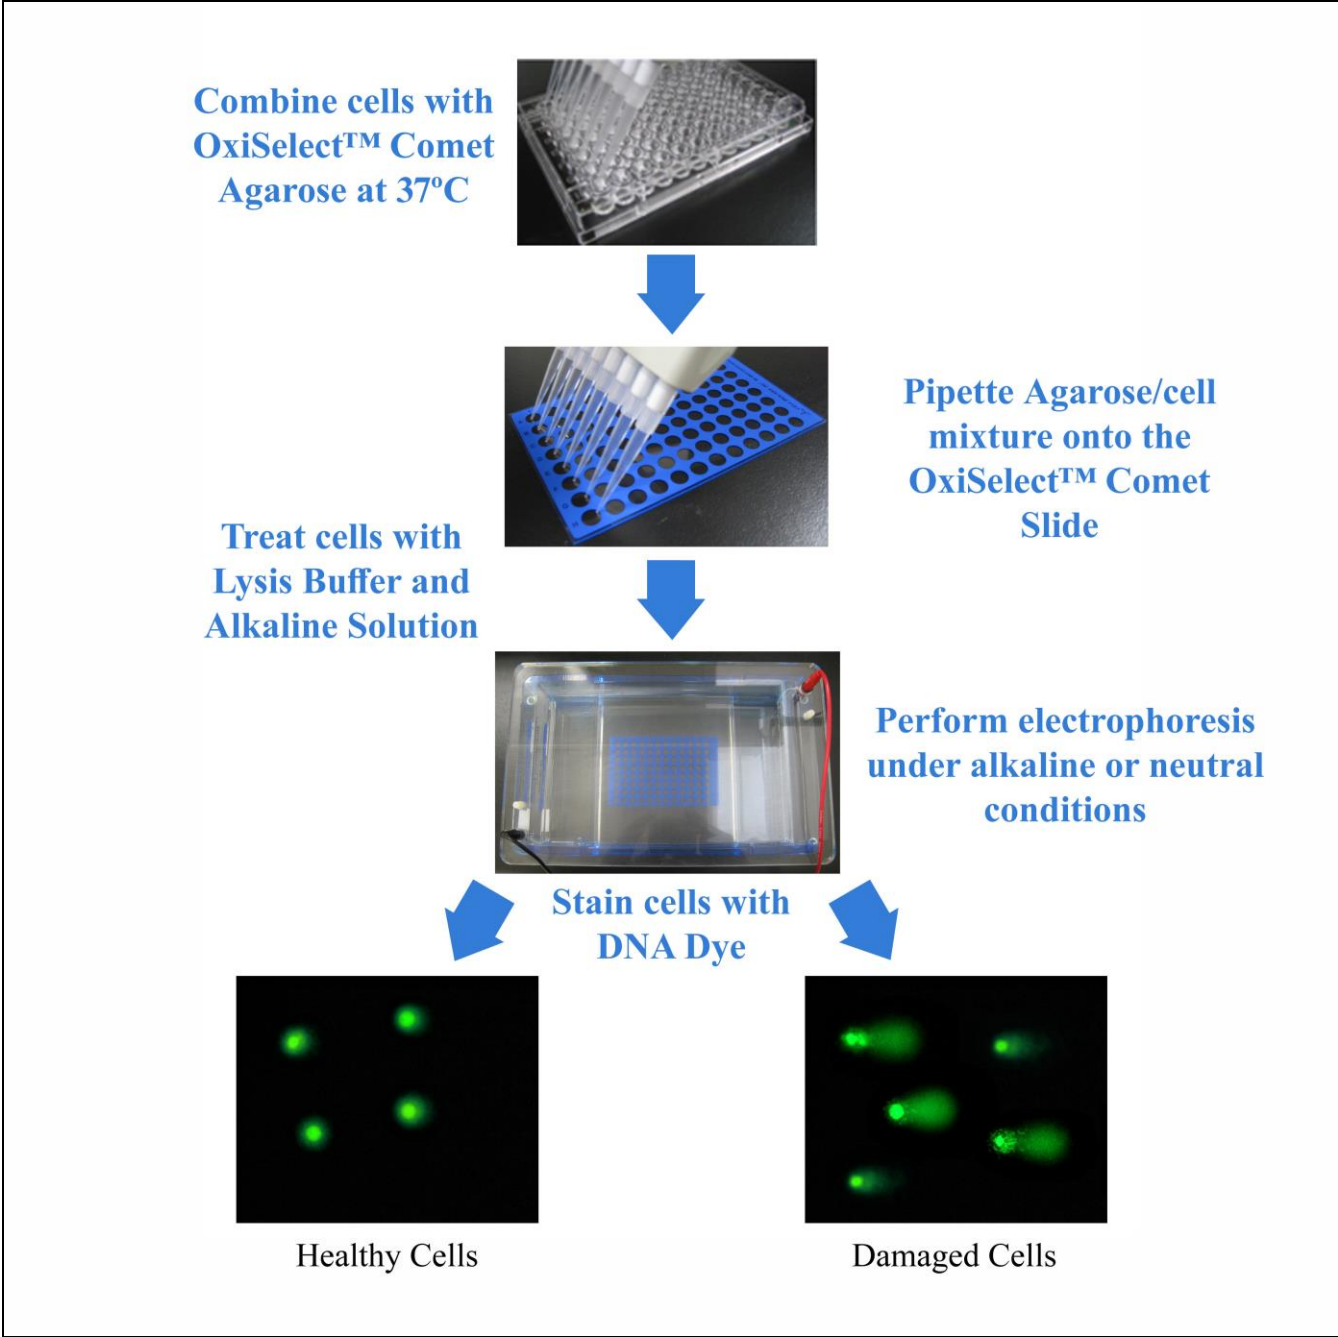 Combine cells with
OxiSelect™ Comet
Agarose at 37ºC
Pipette Agarose/cell
mixture onto the
OxiSelect™ Comet
Slide
Treat cells with
Lysis Buffer and
Alkaline Solution
Perform electrophoresis
under alkaline or neutral
conditions
Stain cells with
DNA Dye
Healthy Cells
Damaged Cells